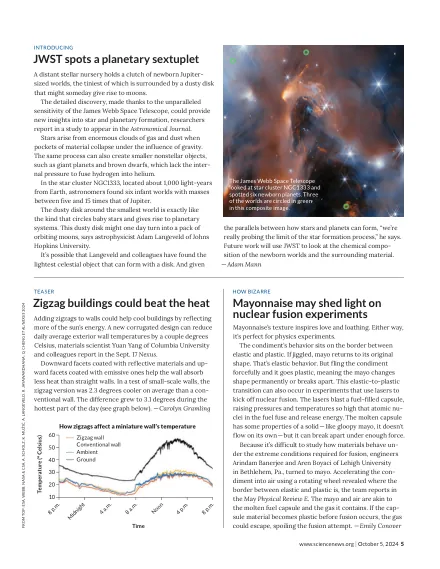 INTRODUCING
JWST spots a planetary sextuplet
A distant stellar nursery holds a clutch of newborn Jupiter-
sized worlds, the tiniest of which is surrounded by a dusty disk
that might someday give rise to moons.
The detailed discovery, made thanks to the unparalleled
sensitivity of the James Webb Space Telescope, could provide
new insights into star and planetary formation, researchers
report in a study to appear in the Astronomical Journal.
Stars arise from enormous clouds of gas and dust when
pockets of material collapse under the influence of gravity.
The same process can also create smaller nonstellar objects,
such as giant planets and brown dwarfs, which lack the inter-
nal pressure to fuse hydrogen into helium.
In the star cluster NGC1333, located about 1,000 light-years
from Earth, astronomers found six infant worlds with masses
between five and 15 times that of Jupiter.
The dusty disk around the smallest world is exactly like
the kind that circles baby stars and gives rise to planetary
systems. This dusty disk might one day turn into a pack of
orbiting moons, says astrophysicist Adam Langeveld of Johns
Hopkins University.
It's possible that Langeveld and colleagues have found the
lightest celestial object that can form with a disk. And given
The James Webb Space Telescope
looked at star cluster NGC 1333 and
spotted six newborn planets. Three
of the worlds are circled in green
in this composite image.
the parallels between how stars and planets can form, "we're
really probing the limit of the star formation process," he says.
Future work will use JWST to look at the chemical compo-
sition of the newborn worlds and the surrounding material.
— Adam Mann
TEASER
Zigzag buildings could beat the heat
Adding zigzags to walls could help cool buildings by reflecting
more of the sun's energy. A new corrugated design can reduce
daily average exterior wall temperatures by a couple degrees
Celsius, materials scientist Yuan Yang of Columbia University
and colleagues report in the Sept. 17 Nexus.
Downward facets coated with reflective materials and up-
ward facets coated with emissive ones help the wall absorb
less heat than straight walls. In a test of small-scale walls, the
zigzag version was 2.3 degrees cooler on average than a con-
ventional wall. The difference grew to 3.1 degrees during the
hottest part of the day (see graph below). — Carolyn Gramling
How zigzags affect a miniature wall's temperature
Temperature (° Celsius)
60
50
40
30
20
10
Zigzag wall
Conventional wall
Ambient
Ground
8 p.m.
Midnight
4 a.m.
8 a.m.
Noon
4 p.m.
8 p.m.
Time
HOW BIZARRE
Mayonnaise may shed light on
nuclear fusion experiments
Mayonnaise's texture inspires love and loathing. Either way,
it's perfect for physics experiments.
The condiment's behavior sits on the border between
elastic and plastic. If jiggled, mayo returns to its original
shape. That's elastic behavior. But fling the condiment
forcefully and it goes plastic, meaning the mayo changes
shape permanently or breaks apart. This elastic-to-plastic
transition can also occur in experiments that use lasers to
kick off nuclear fusion. The lasers blast a fuel-filled capsule,
raising pressures and temperatures so high that atomic nu-
clei in the fuel fuse and release energy. The molten capsule
has some properties of a solid — like gloopy mayo, it doesn't
flow on its own — but it can break apart under enough force.
Because it's difficult to study how materials behave un-
der the extreme conditions required for fusion, engineers
Arindam Banerjee and Aren Boyaci of Lehigh University
in Bethlehem, Pa., turned to mayo. Accelerating the con-
diment into air using a rotating wheel revealed where the
border between elastic and plastic is, the team reports in
the May Physical Review E. The mayo and air are akin to
the molten fuel capsule and the gas it contains. If the cap-
sule material becomes plastic before fusion occurs, the gas
could escape, spoiling the fusion attempt. — Emily Conover
www.sciencenews.org | October 5, 2024 5